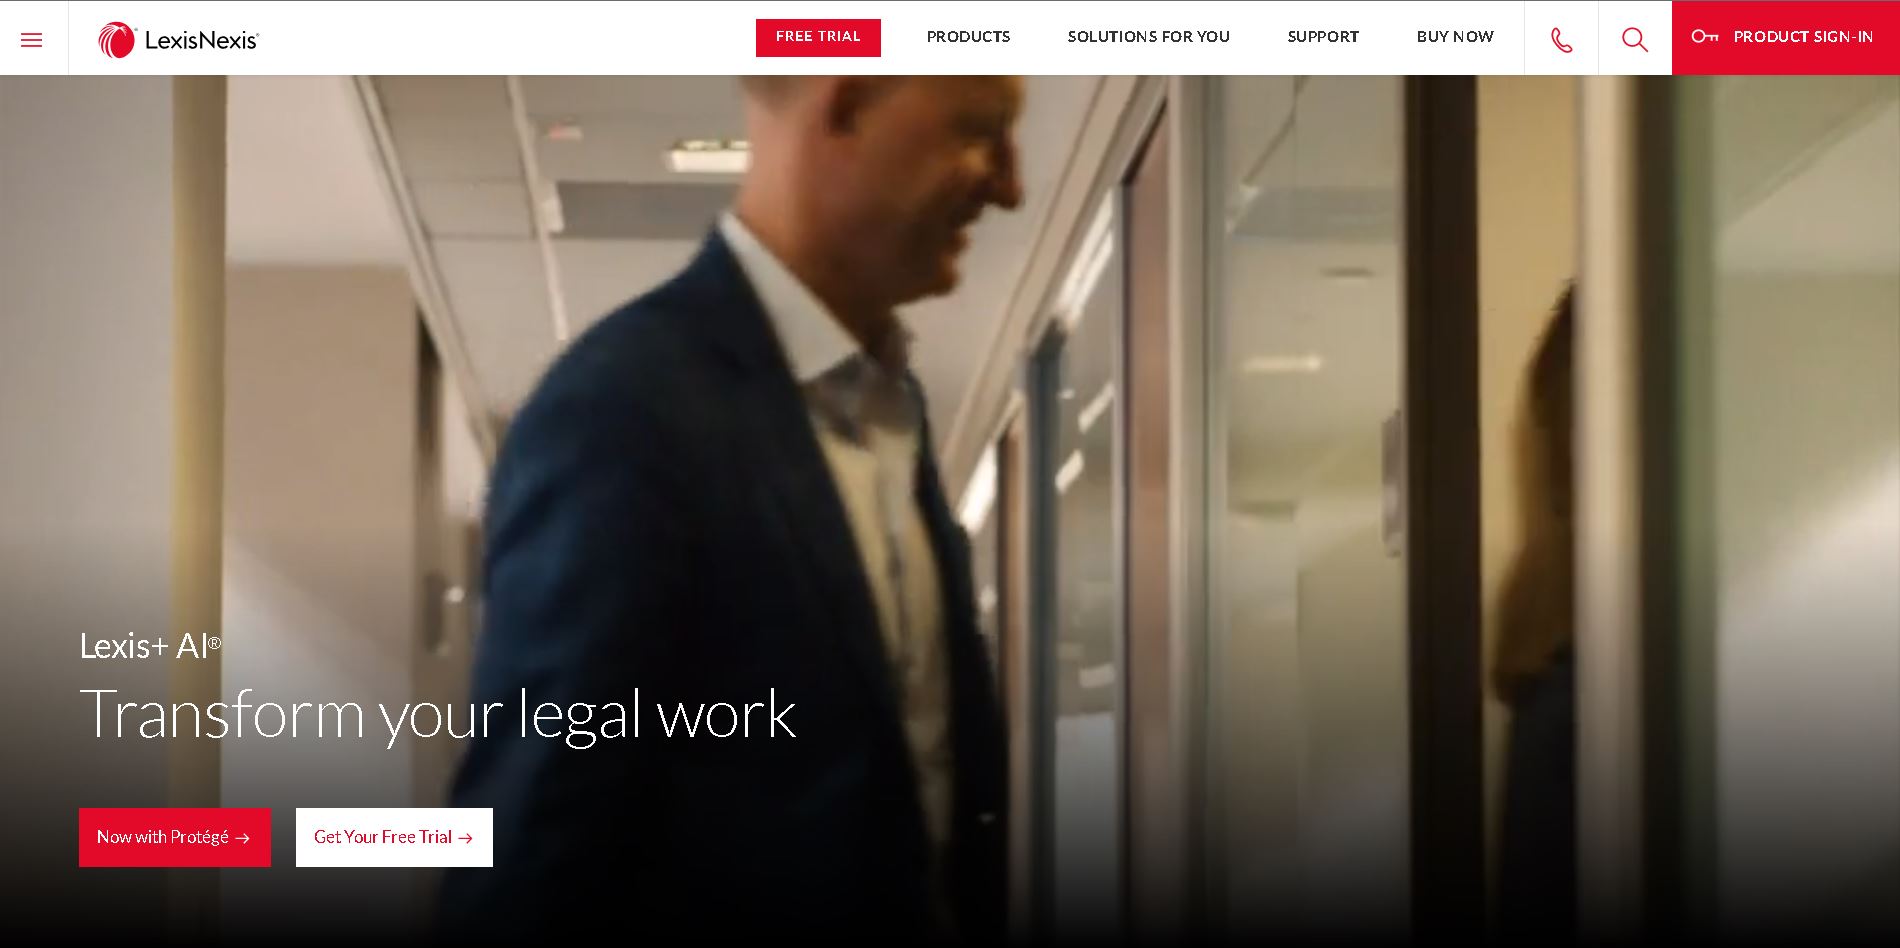 LexisNexis®
FREE TRIAL
PRODUCTS
SOLUTIONS FOR YOU
SUPPORT
BUY NOW
PRODUCT SIGN-IN
Lexis+ AI®
Transform your legal work
Now with Protégé →
Get Your Free Trial →